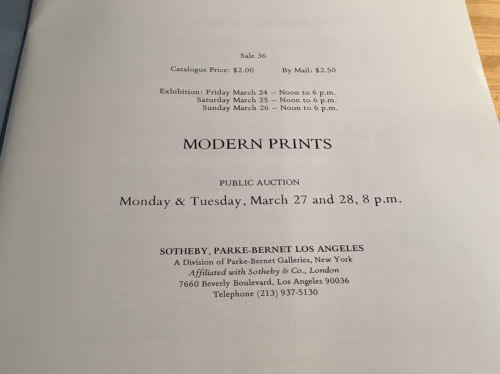 Sale 36
Catalogue Price: $2.00 By Mail: $2.50
Exhibition: Friday March 24 – Noon to 6 p.m.
Saturday March 25 – Noon to 6 p.m.
Sunday March 26 – Noon to 6 p.m.
MODERN PRINTS
PUBLIC AUCTION
Monday & Tuesday, March 27 and 28, 8 p.m.
SOTHEBY, PARKE-BERNET LOS ANGELES
A Division of Parke-Bernet Galleries, New York
Affiliated with Sotheby & Co., London
7660 Beverly Boulevard, Los Angeles 90036
Telephone (213) 937-5130